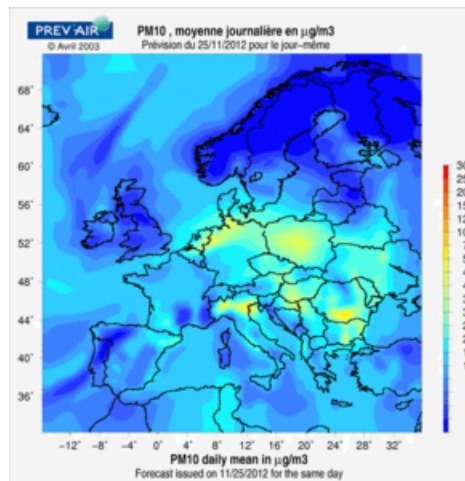 PREV'AIR
© Avril 2003
PM10 , moyenne journalière en µg/m3
Prévision du 25/11/2012 pour le jour-même
68°
64°
60°
56°
52°
48°
44°
40°
36°
−12° −8° −4° 0° 4° 8° 12° 16° 20° 24° 28° 32°
PM10 daily mean in µg/m3
Forecast issued on 11/25/2012 for the same day